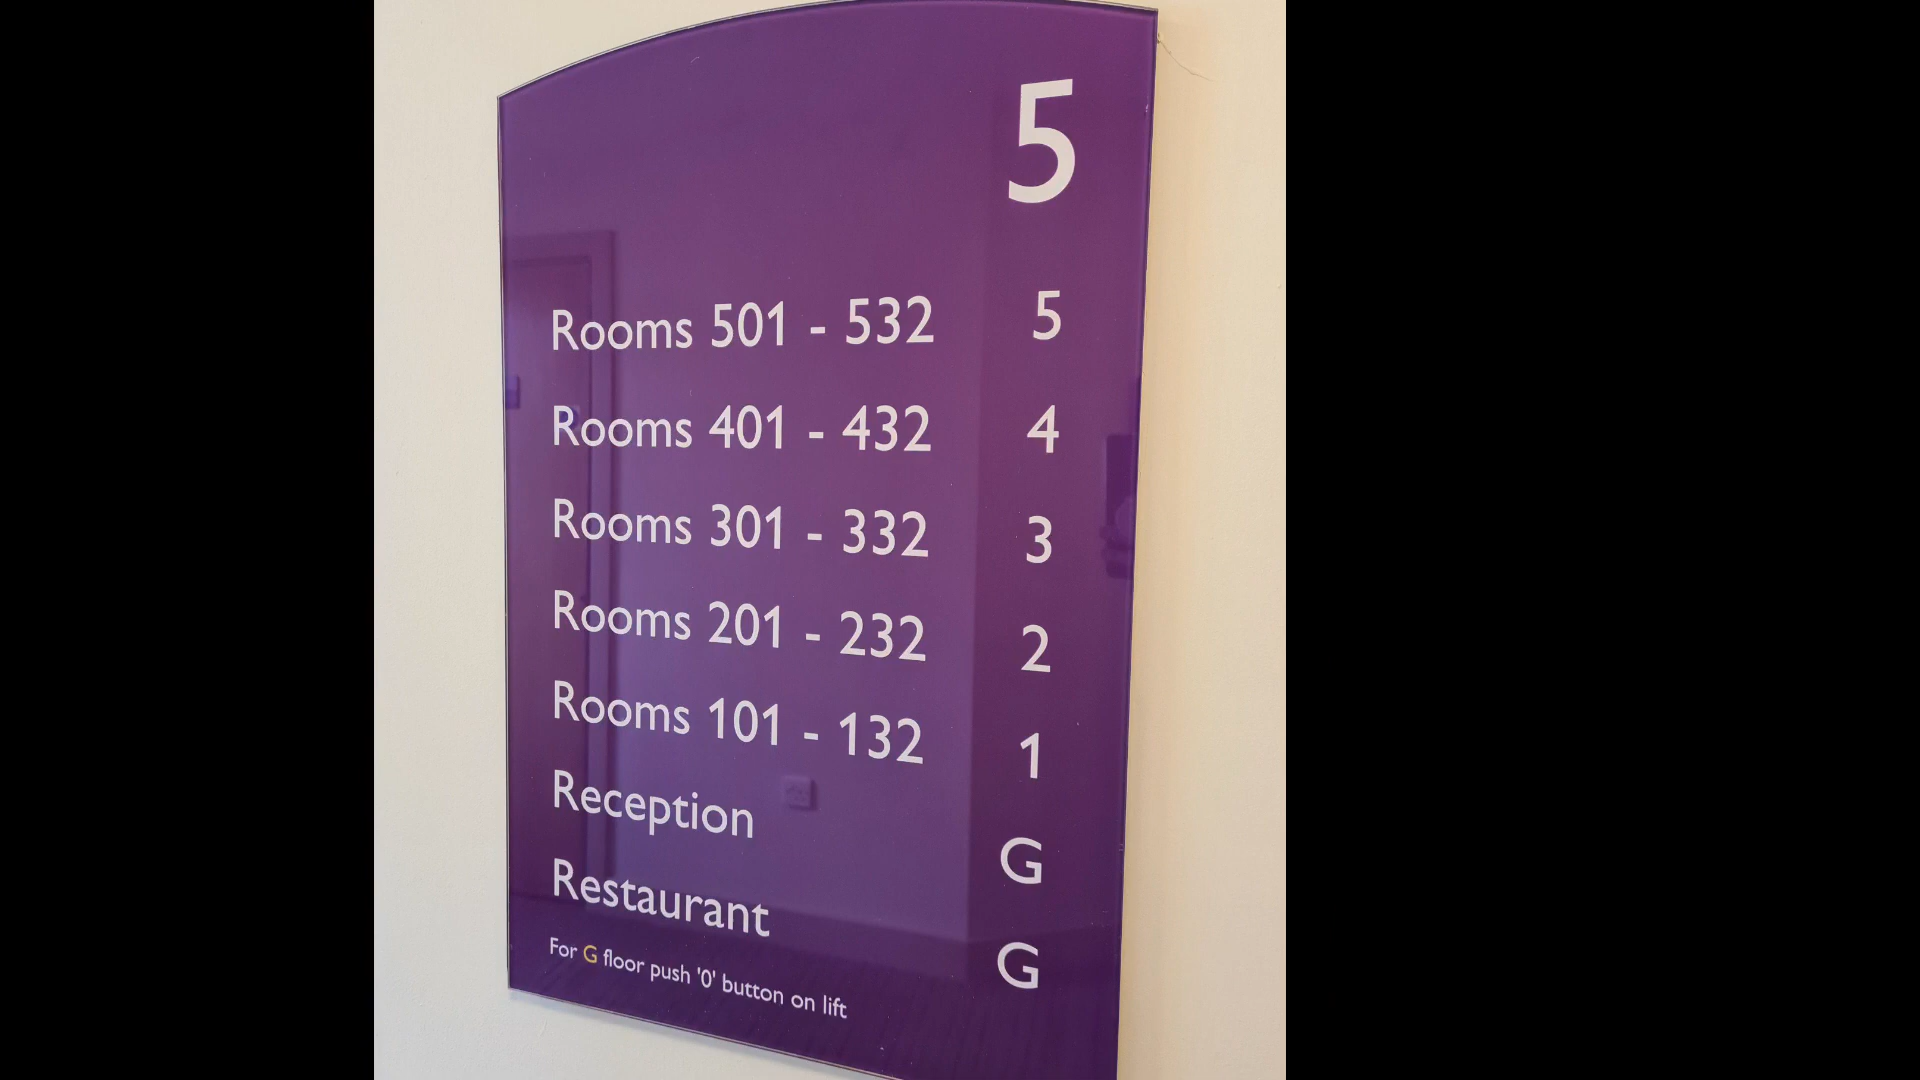 5
Rooms 501 - 532 5
Rooms 401 - 432 4
Rooms 301 - 332 3
Rooms 201 - 232 2
Rooms 101 - 132 1
Reception G
Restaurant G
For G floor push '0' button on lift